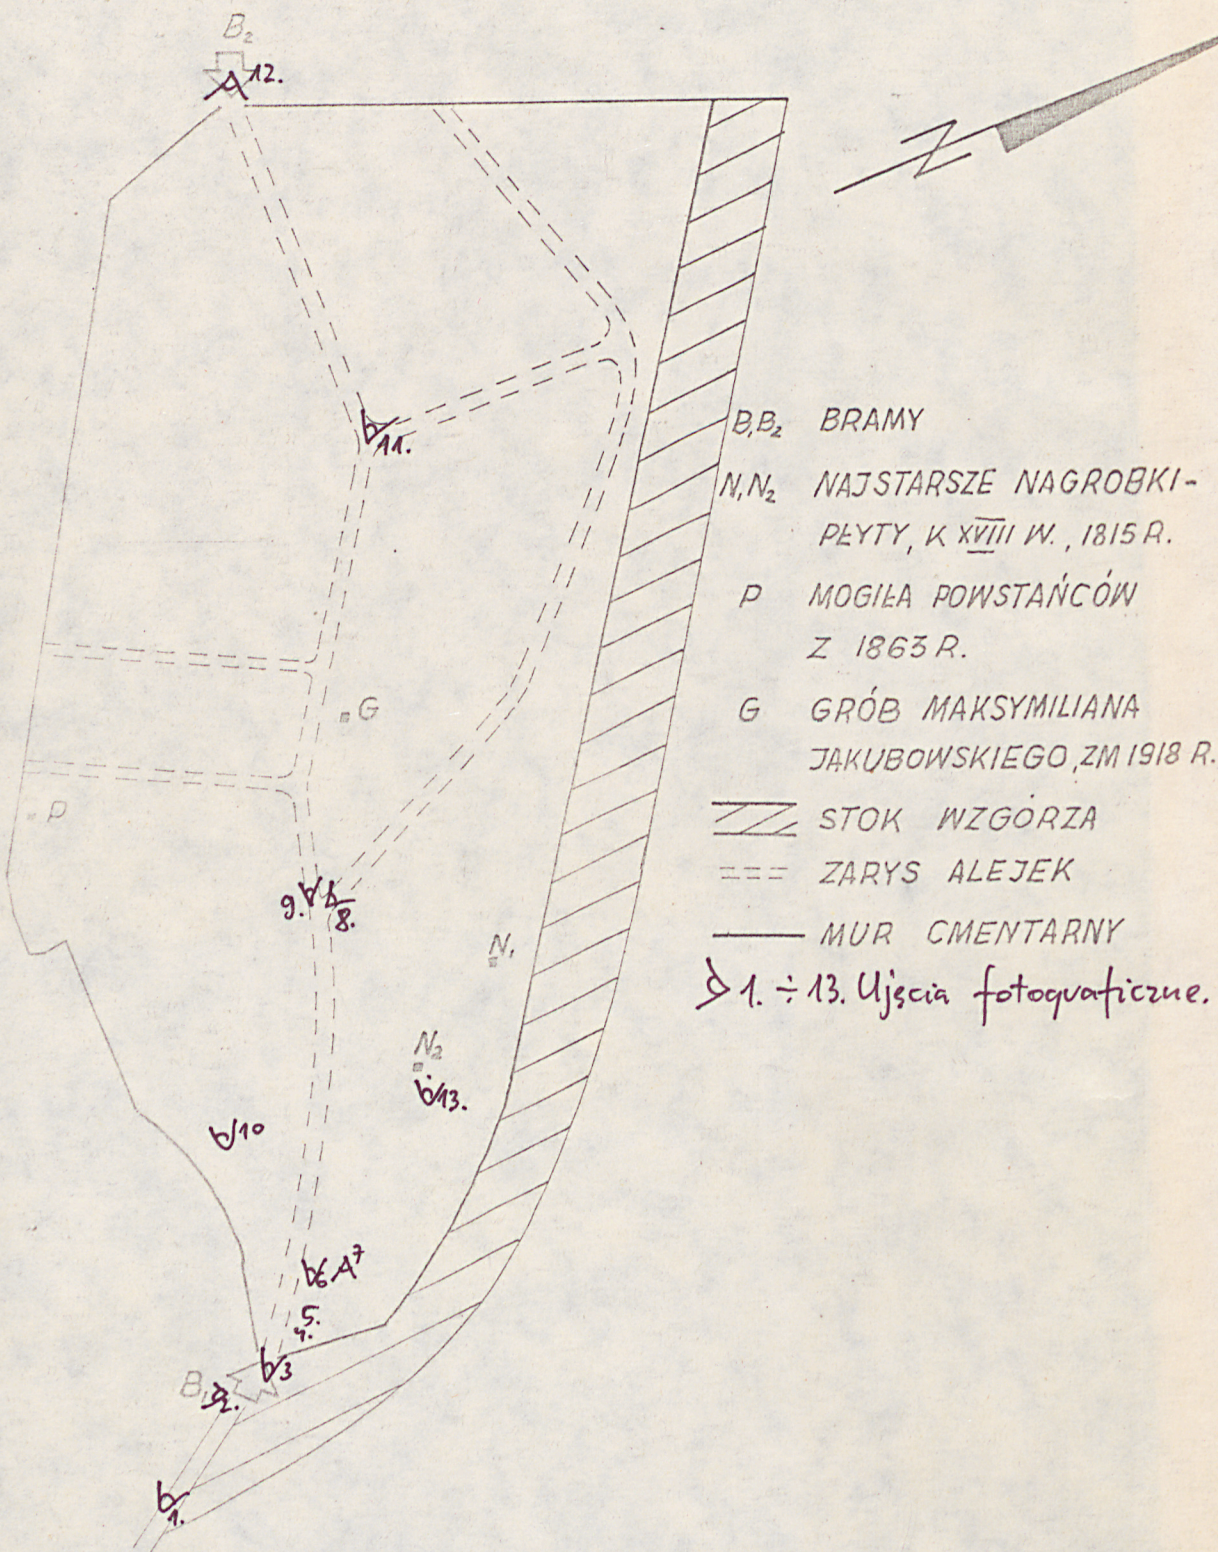 B₂
12.
11.
B₁B₂ BRAMY
N₁N₂ NAJSTARSZE NAGROBKI-
PŁYTY, K XVIII W., 1815 R.
P MOGIŁA POWSTAŃCÓW
Z 1863 R.
G GRÓB MAKSYMILIANA
JAKUBOWSKIEGO, ZM 1918 R.
STOK WZGÓRZA
ZARYS ALEJEK
MUR CMENTARNY
1. ÷ 13. Ujęcia fotograficzne.
G
P
9.
8.
N₁
N₂
13.
10
6
7
5.
4.
3
B₁
2.
1.